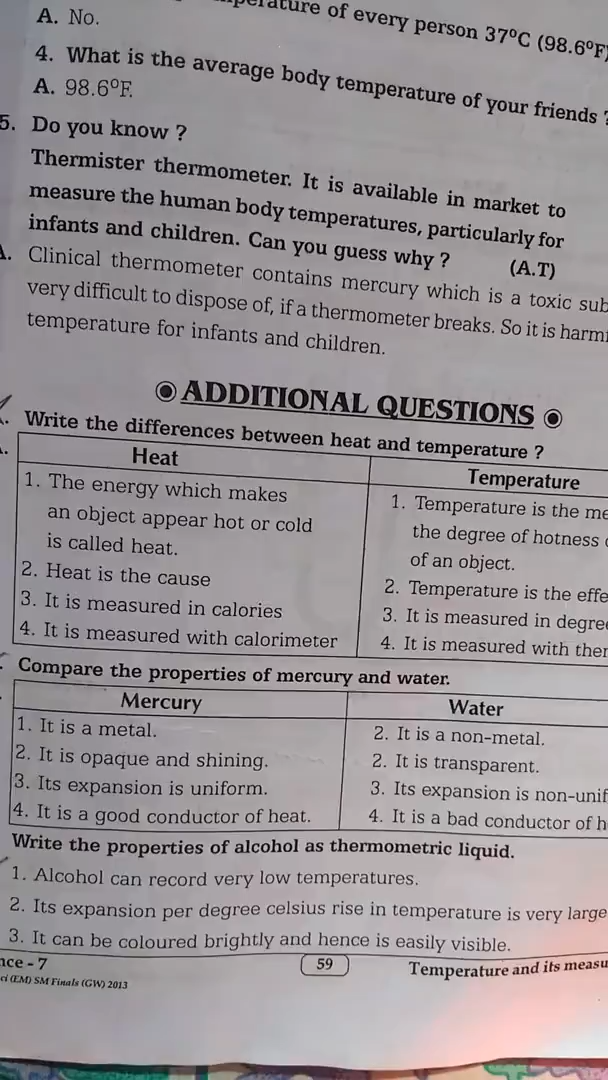 perature of every person 37°C (98.6°F)
A. No.
4. What is the average body temperature of your friends ?
A. 98.6°F.
5. Do you know ?
Thermister thermometer. It is available in market to
measure the human body temperatures, particularly for
infants and children. Can you guess why ? (A.T)
A. Clinical thermometer contains mercury which is a toxic sub
very difficult to dispose of, if a thermometer breaks. So it is harm
temperature for infants and children.
ADDITIONAL QUESTIONS
Write the differences between heat and temperature ?
Heat
Temperature
1. The energy which makes
an object appear hot or cold
is called heat.
2. Heat is the cause
3. It is measured in calories
4. It is measured with calorimeter
1. Temperature is the me
the degree of hotness
of an object.
2. Temperature is the effe
3. It is measured in degre
4. It is measured with ther
Compare the properties of mercury and water.
Mercury
Water
1. It is a metal.
2. It is opaque and shining.
3. Its expansion is uniform.
4. It is a good conductor of heat.
2. It is a non-metal.
2. It is transparent.
3. Its expansion is non-unif
4. It is a bad conductor of h
Write the properties of alcohol as thermometric liquid.
1. Alcohol can record very low temperatures.
2. Its expansion per degree celsius rise in temperature is very large
3. It can be coloured brightly and hence is easily visible.
nce - 7
59
Temperature and its measu
ci (EM) SM Finals (GW) 2013